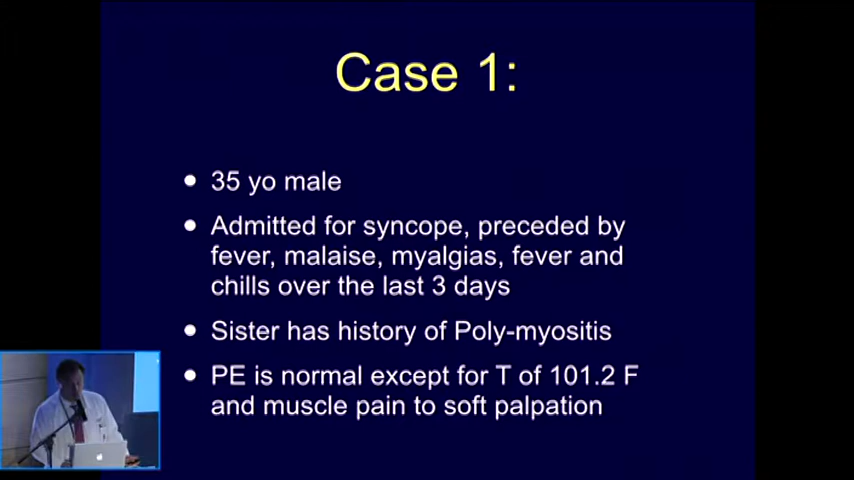 Case 1:
35 yo male
Admitted for syncope, preceded by
fever, malaise, myalgias, fever and
chills over the last 3 days
Sister has history of Poly-myositis
PE is normal except for T of 101.2 F
and muscle pain to soft palpation